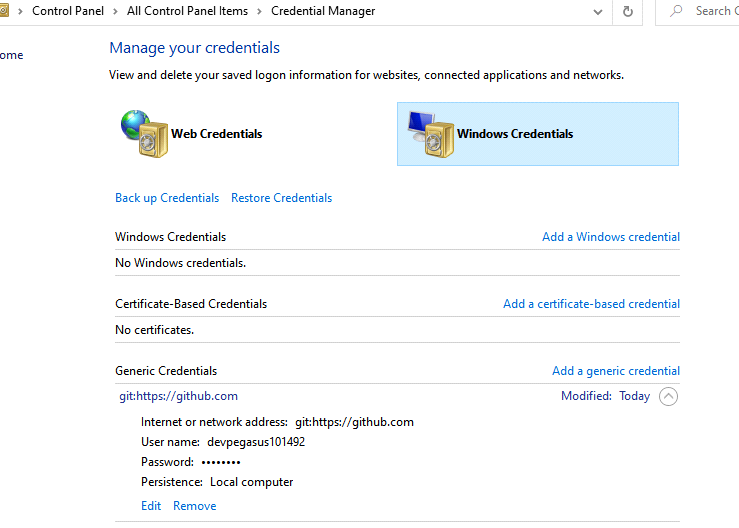 Control Panel > All Control Panel Items > Credential Manager
Search C
ome
Manage your credentials
View and delete your saved logon information for websites, connected applications and networks.
Web Credentials
Windows Credentials
Back up Credentials Restore Credentials
Windows Credentials Add a Windows credential
No Windows credentials.
Certificate-Based Credentials Add a certificate-based credential
No certificates.
Generic Credentials Add a generic credential
git:https://github.com Modified: Today
Internet or network address: git:https://github.com
User name: devpegasus101492
Password: ••••••••
Persistence: Local computer
Edit Remove